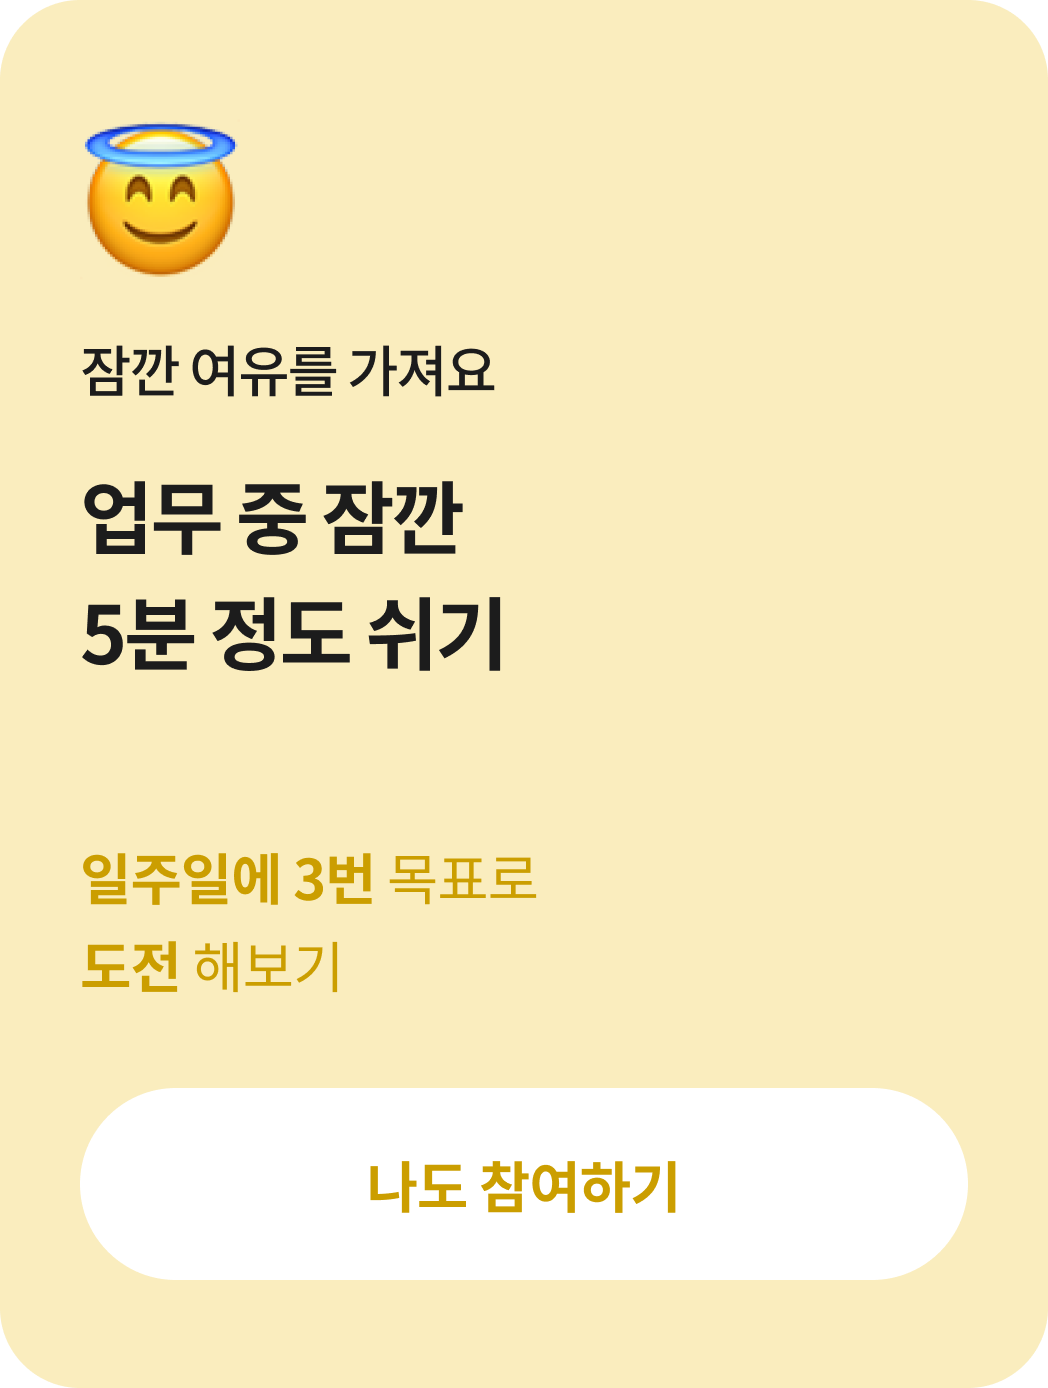 잠깐 여유를 가져요
업무 중 잠깐
5분 정도 쉬기
일주일에 3번 목표로
도전 해보기
나도 참여하기